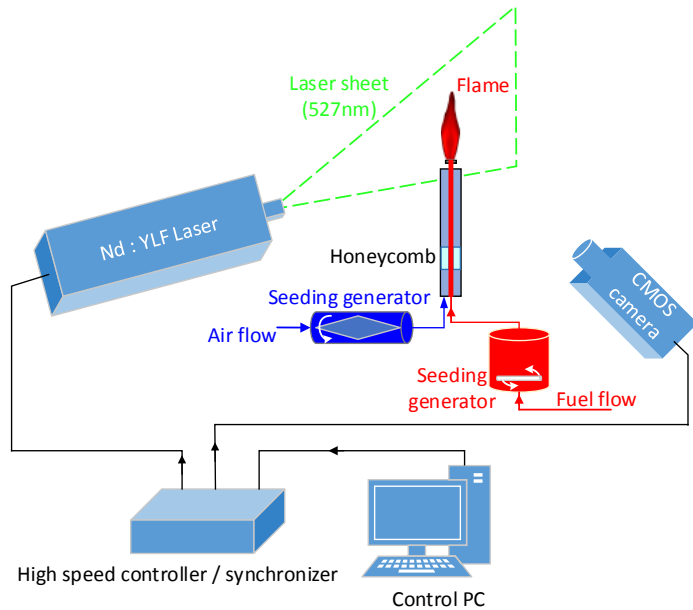 Laser sheet
(527nm)
Flame
Nd : YLF Laser
Honeycomb
CMOS
camera
Seeding generator
Air flow
Seeding
generator
Fuel flow
High speed controller / synchronizer
Control PC